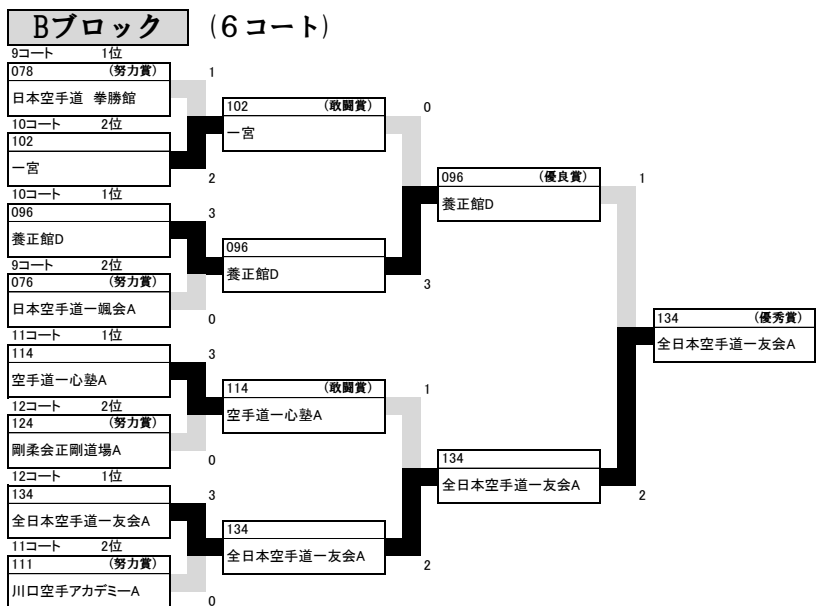 Bブロック (6コート)
9コート 1位
078 (努力賞)
日本空手道 拳勝館
1
10コート 2位
102
一宮
2
102 (敢闘賞)
一宮
0
10コート 1位
096
養正館D
3
096
養正館D
3
9コート 2位
076 (努力賞)
日本空手道一颯会A
0
096 (優良賞)
養正館D
1
11コート 1位
114
空手道一心塾A
3
114 (敢闘賞)
空手道一心塾A
1
12コート 2位
124 (努力賞)
剛柔会正剛道場A
0
12コート 1位
134
全日本空手道一友会A
3
134
全日本空手道一友会A
2
11コート 2位
111 (努力賞)
川口空手アカデミーA
0
134
全日本空手道一友会A
2
134 (優秀賞)
全日本空手道一友会A